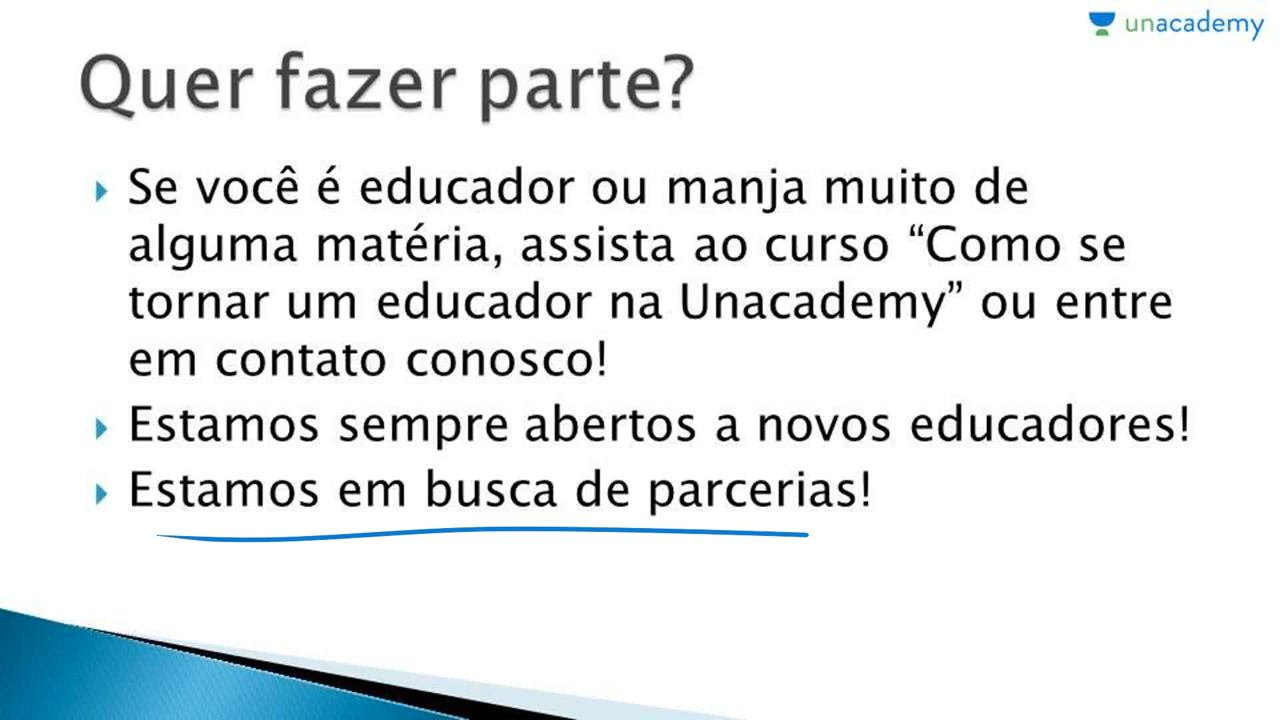 unacademy
Quer fazer parte?
Se você é educador ou manja muito de
alguma matéria, assista ao curso “Como se
tornar um educador na Unacademy” ou entre
em contato conosco!
Estamos sempre abertos a novos educadores!
Estamos em busca de parcerias!